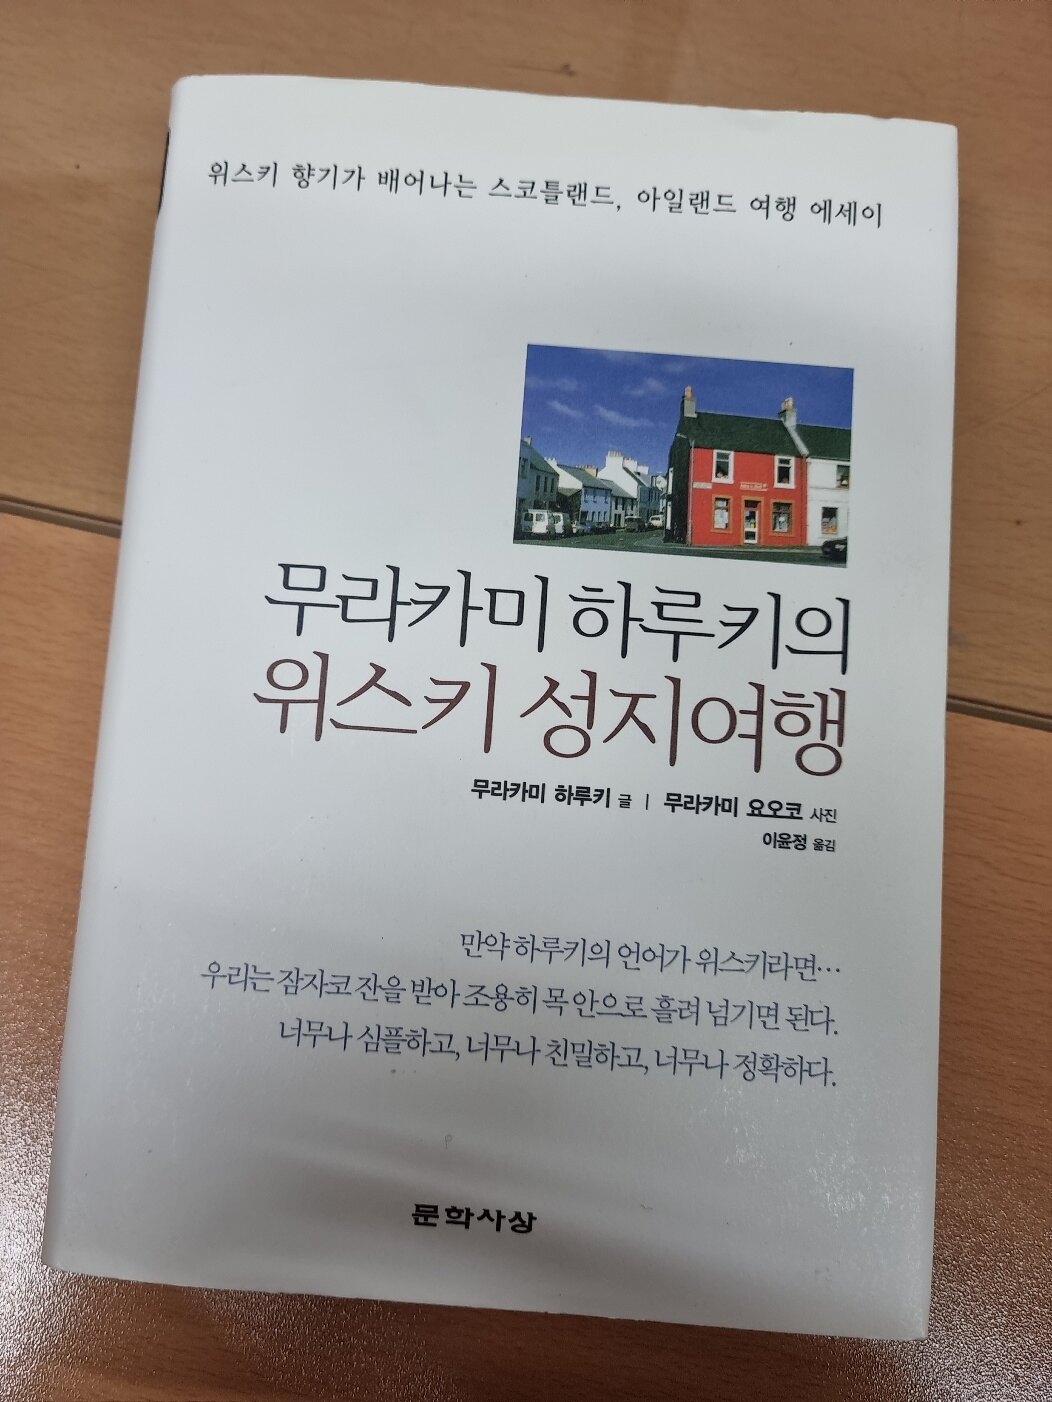 위스키 향기가 배어나는 스코틀랜드, 아일랜드 여행 에세이
무라카미 하루키의
위스키 성지여행
무라카미 하루키 글 | 무라카미 요오코 사진
이윤정 옮김
만약 하루키의 언어가 위스키라면…
우리는 잠자코 잔을 받아 조용히 목 안으로 흘려 넘기면 된다.
너무나 심플하고, 너무나 친밀하고, 너무나 정확하다.
문학사상